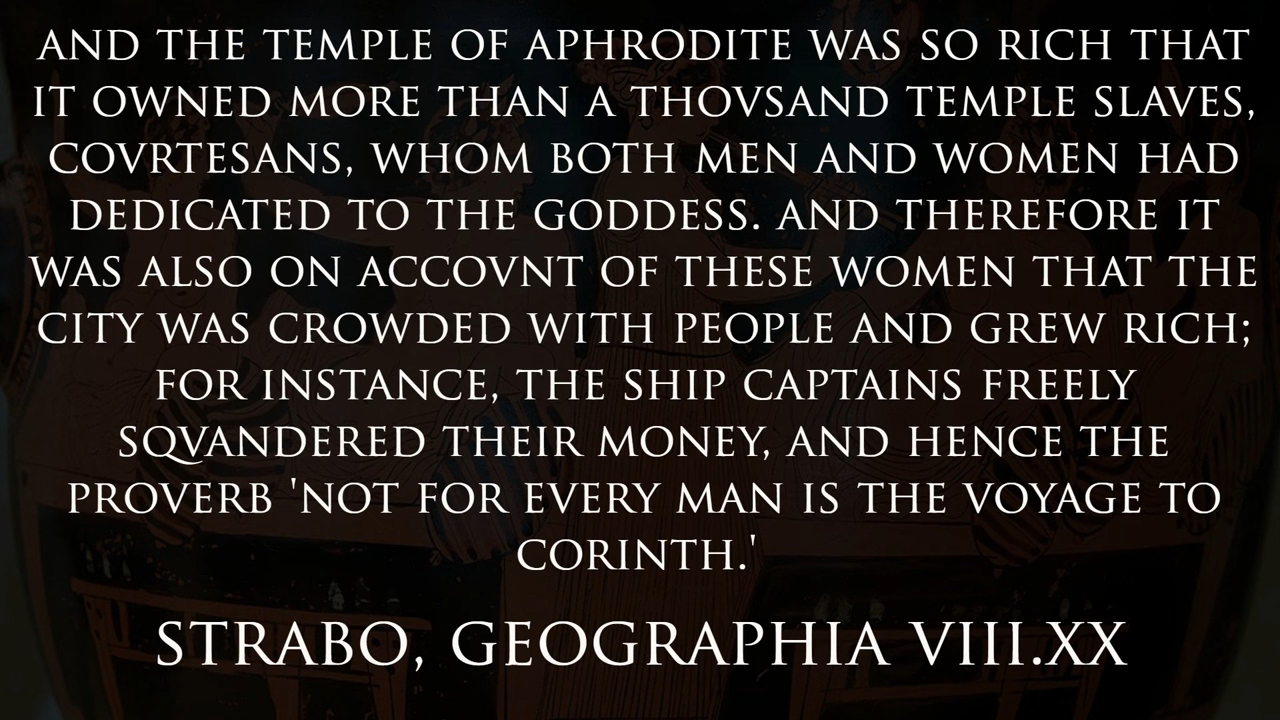 AND THE TEMPLE OF APHRODITE WAS SO RICH THAT
IT OWNED MORE THAN A THOVSAND TEMPLE SLAVES,
COVRTESANS, WHOM BOTH MEN AND WOMEN HAD
DEDICATED TO THE GODDESS. AND THEREFORE IT
WAS ALSO ON ACCOVNT OF THESE WOMEN THAT THE
CITY WAS CROWDED WITH PEOPLE AND GREW RICH;
FOR INSTANCE, THE SHIP CAPTAINS FREELY
SQVANDERED THEIR MONEY, AND HENCE THE
PROVERB 'NOT FOR EVERY MAN IS THE VOYAGE TO
CORINTH.'
STRABO, GEOGRAPHIA VIII.XX